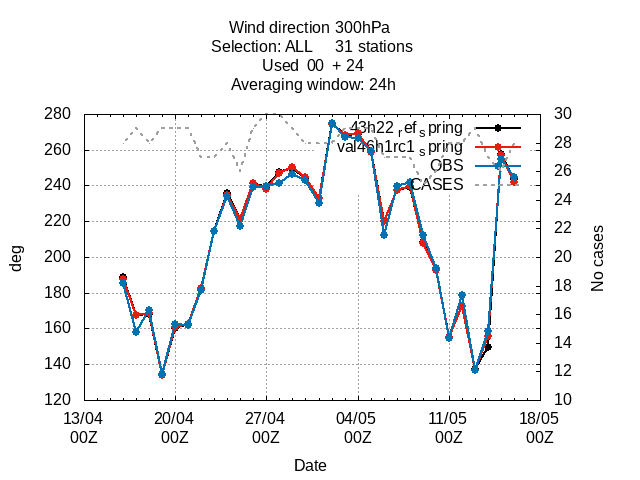 Wind direction 300hPa
Selection: ALL 31 stations
Used 00 + 24
Averaging window: 24h
280 30
43h22_ref_spring
28
val46h1rc1_spring
260 OBS 26
240 CASES
24
220 22
deg
200 20
No cases
180 18
160 16
14
140 12
120 10
13/04 20/04 27/04 04/05 11/05 18/05
00Z 00Z 00Z 00Z 00Z 00Z
Date